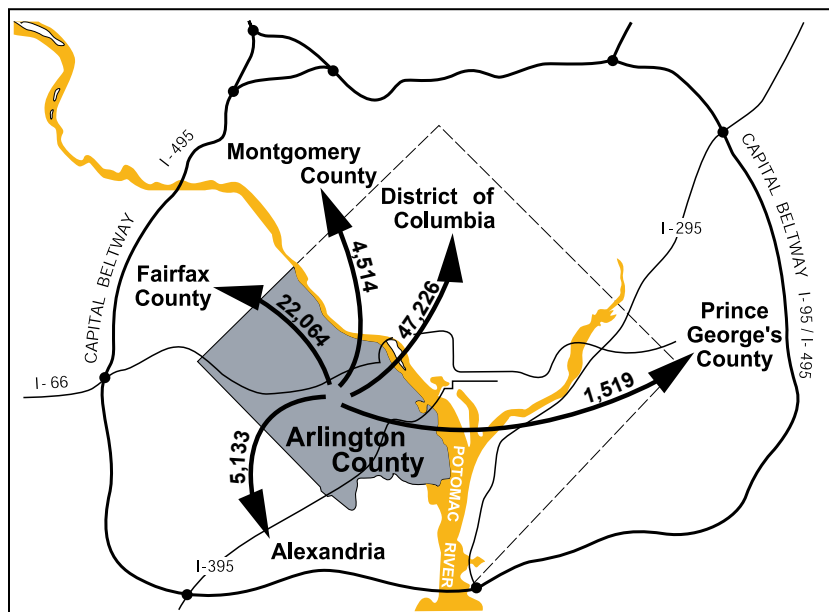 I-495
Montgomery
County
District of
Columbia
CAPITAL BELTWAY
I-295
Fairfax
County
CAPITAL BELTWAY I-95 / I-495
4,514
22,064
47,226
Prince
George's
County
I-66
1,519
Arlington
County
5,133
POTOMAC RIVER
Alexandria
I-395